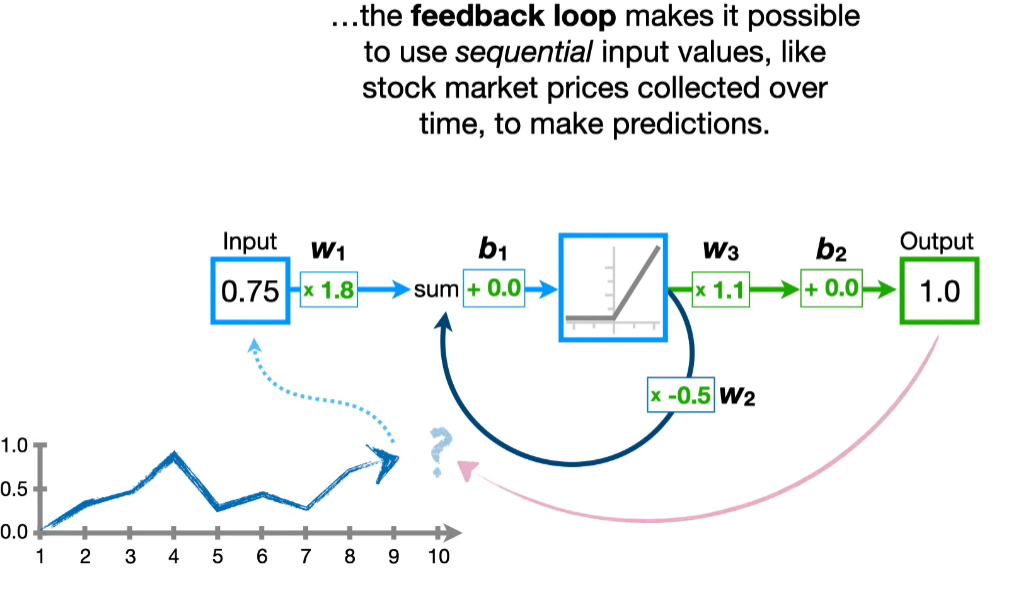 ...the feedback loop makes it possible
to use sequential input values, like
stock market prices collected over
time, to make predictions.
Input w1 b1 w3 b2 Output
0.75 x 1.8 sum + 0.0 x 1.1 + 0.0 1.0
x -0.5 w2
?
1.0
0.5
0.0
1 2 3 4 5 6 7 8 9 10